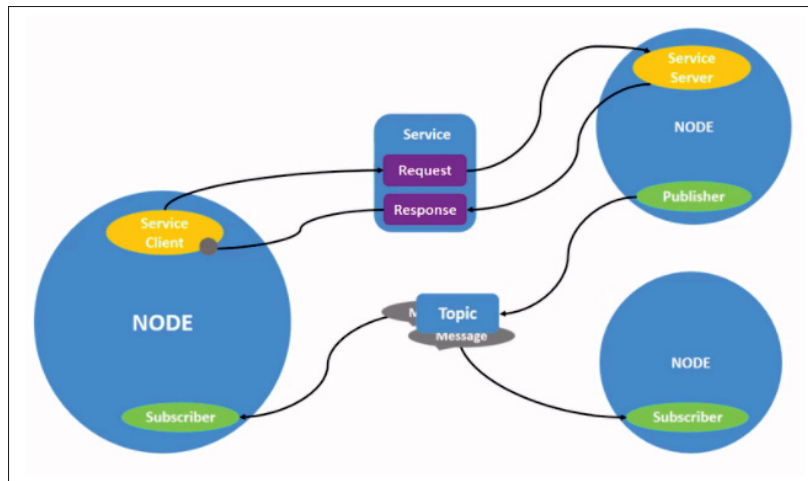 Service
Server
NODE
Publisher
Service
Request
Response
Service
Client
NODE
Subscriber
Topic
Message
NODE
Subscriber